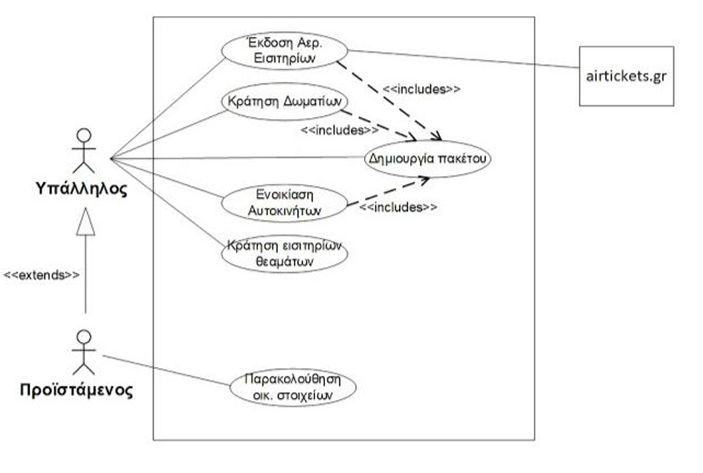 Έκδοση Αερ.
Εισιτηρίων
airtickets.gr
<<includes>>
Κράτηση Δωματίων
<<includes>>
Δημιουργία πακέτου
Υπάλληλος
Ενοικίαση
Αυτοκινήτων
<<includes>>
Κράτηση εισιτηρίων
θεαμάτων
<<extends>>
Προϊστάμενος
Παρακολούθηση
οικ. στοιχείων